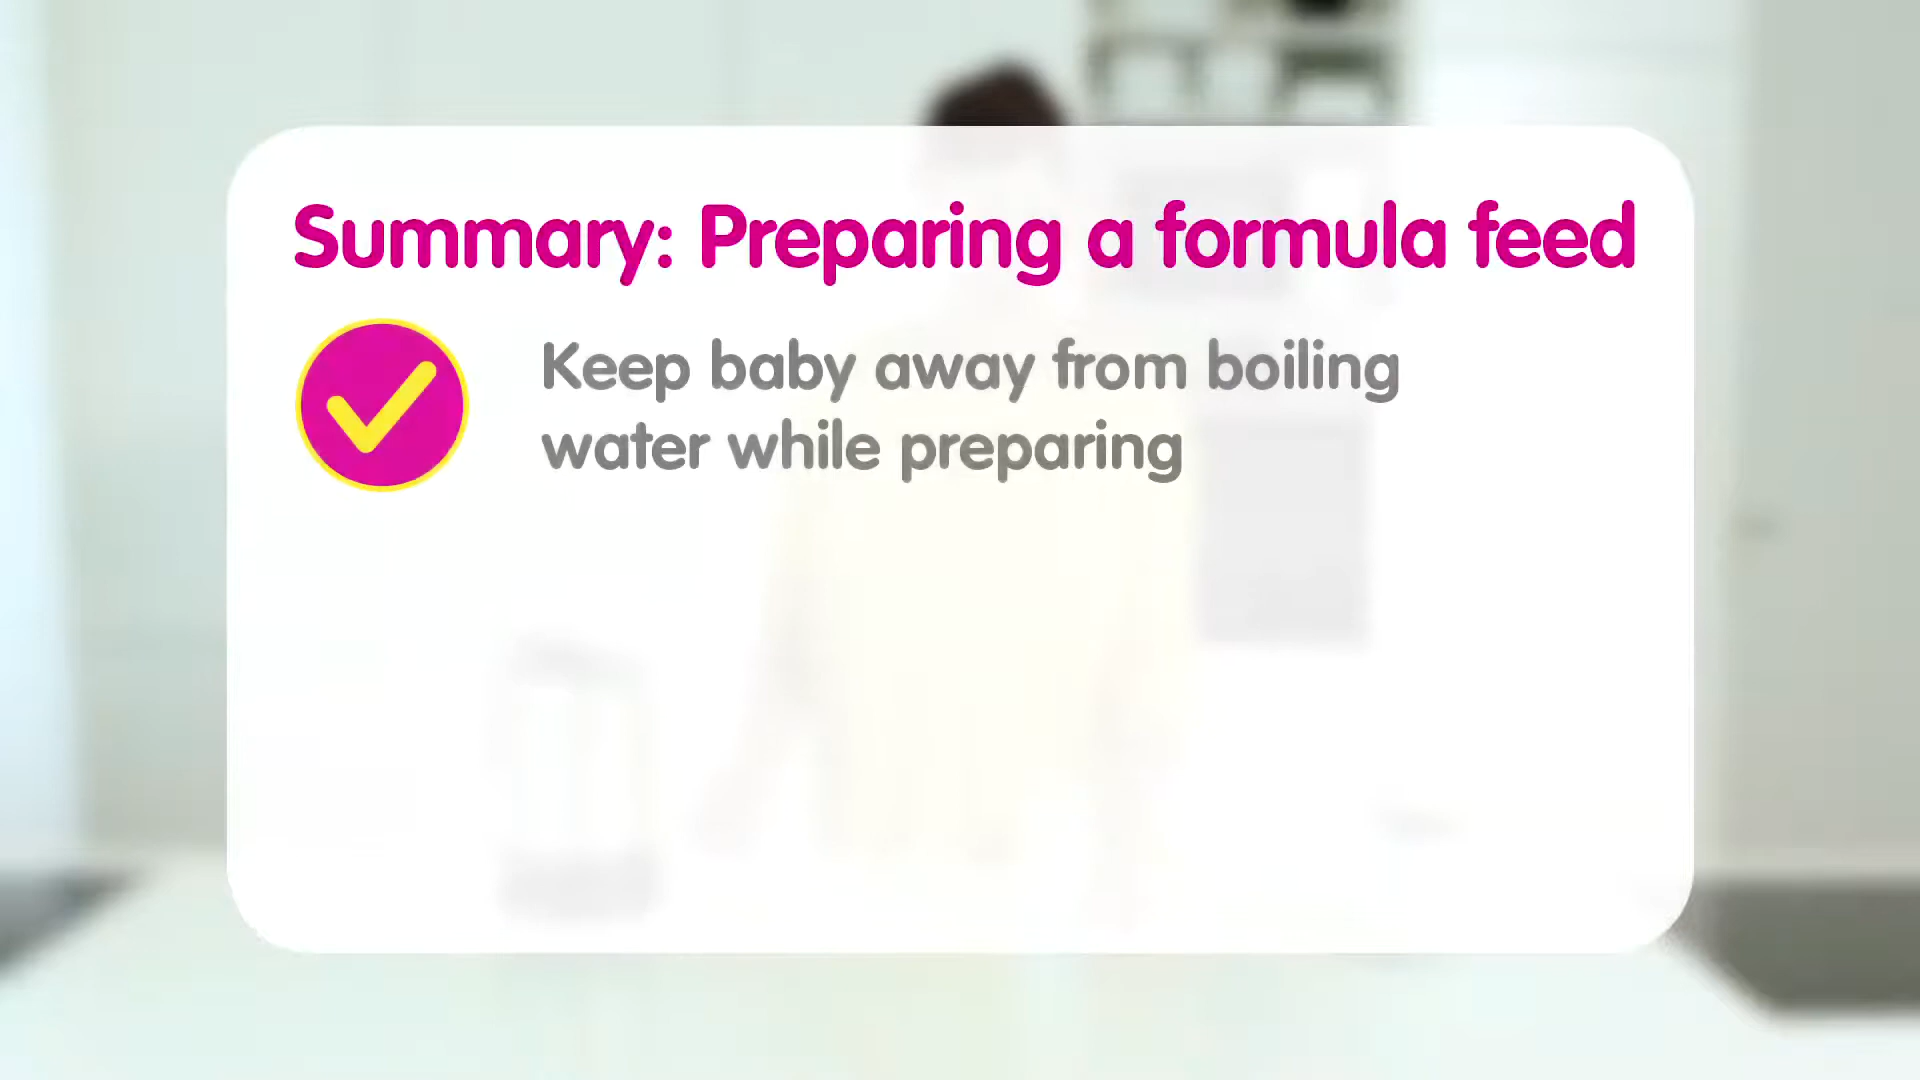 Summary: Preparing a formula feed
Keep baby away from boiling
water while preparing